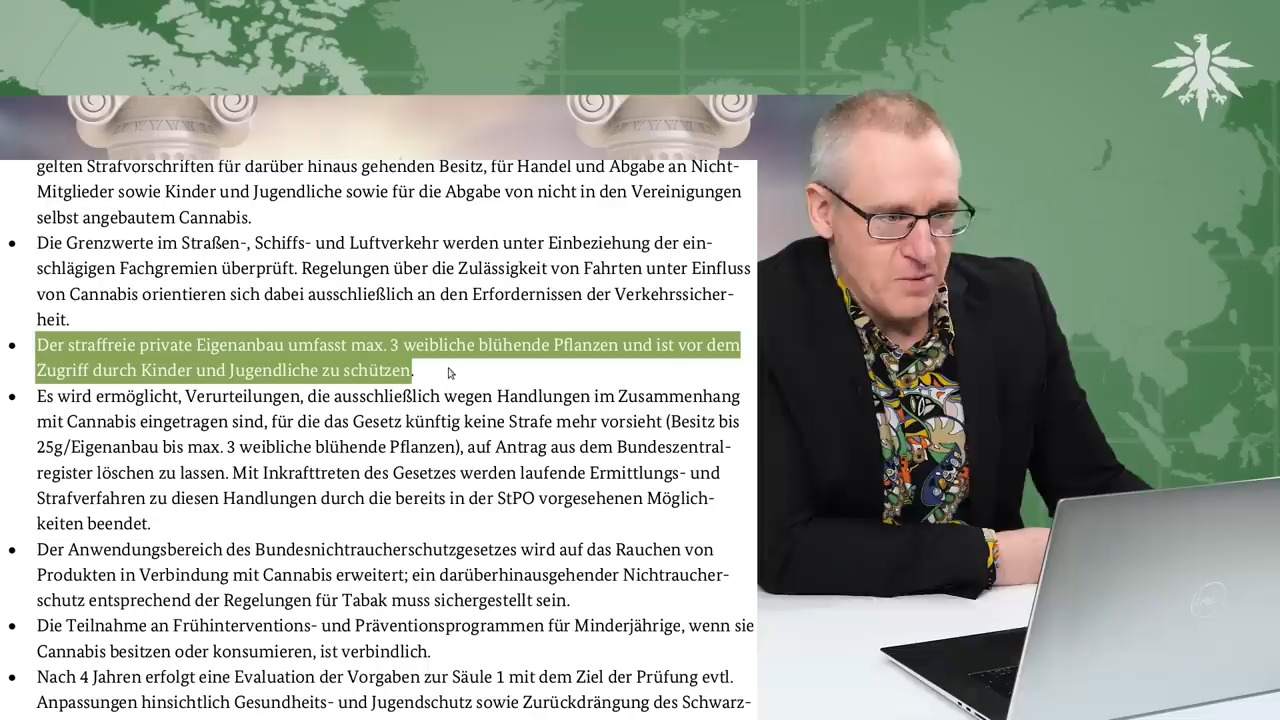 gelten Strafvorschriften für darüber hinaus gehenden Besitz, für Handel und Abgabe an Nicht-
Mitglieder sowie Kinder und Jugendliche sowie für die Abgabe von nicht in den Vereinigungen
selbst angebautem Cannabis.
• Die Grenzwerte im Straßen-, Schiffs- und Luftverkehr werden unter Einbeziehung der ein-
schlägigen Fachgremien überprüft. Regelungen über die Zulässigkeit von Fahrten unter Einfluss
von Cannabis orientieren sich dabei ausschließlich an den Erfordernissen der Verkehrssicher-
heit.
• Der straffreie private Eigenanbau umfasst max. 3 weibliche blühende Pflanzen und ist vor dem
Zugriff durch Kinder und Jugendliche zu schützen.
• Es wird ermöglicht, Verurteilungen, die ausschließlich wegen Handlungen im Zusammenhang
mit Cannabis eingetragen sind, für die das Gesetz künftig keine Strafe mehr vorsieht (Besitz bis
25g/Eigenanbau bis max. 3 weibliche blühende Pflanzen), auf Antrag aus dem Bundeszentral-
register löschen zu lassen. Mit Inkrafttreten des Gesetzes werden laufende Ermittlungs- und
Strafverfahren zu diesen Handlungen durch die bereits in der StPO vorgesehenen Möglich-
keiten beendet.
• Der Anwendungsbereich des Bundesnichtraucherschutzgesetzes wird auf das Rauchen von
Produkten in Verbindung mit Cannabis erweitert; ein darüberhinausgehender Nichtraucher-
schutz entsprechend der Regelungen für Tabak muss sichergestellt sein.
• Die Teilnahme an Frühinterventions- und Präventionsprogrammen für Minderjährige, wenn sie
Cannabis besitzen oder konsumieren, ist verbindlich.
• Nach 4 Jahren erfolgt eine Evaluation der Vorgaben zur Säule 1 mit dem Ziel der Prüfung evtl.
Anpassungen hinsichtlich Gesundheits- und Jugendschutz sowie Zurückdrängung des Schwarz-